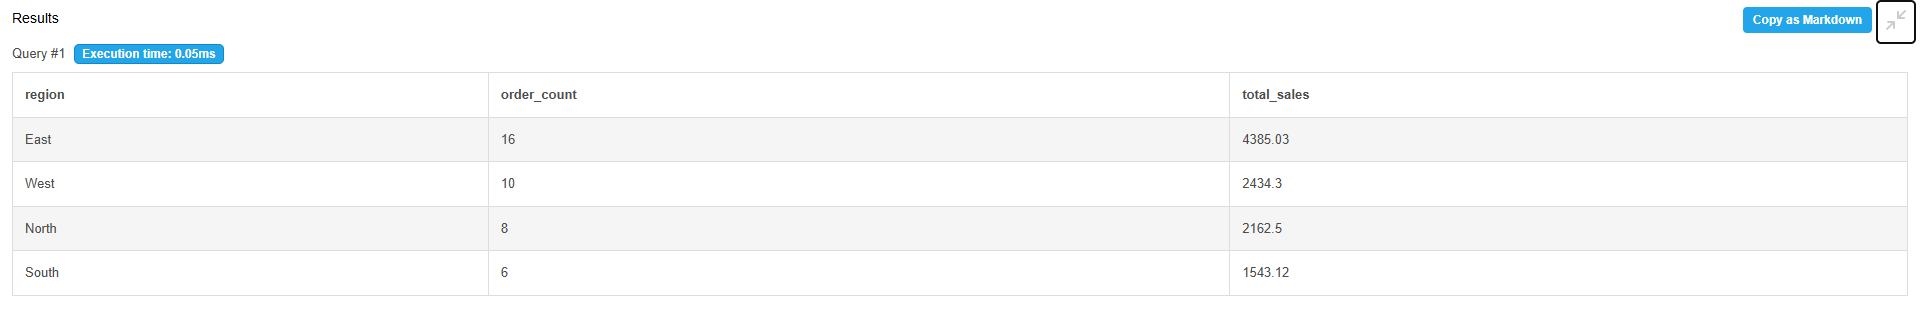 Results
Copy as Markdown
Query #1 Execution time: 0.05ms
region order_count total_sales
East 16 4385.03
West 10 2434.3
North 8 2162.5
South 6 1543.12